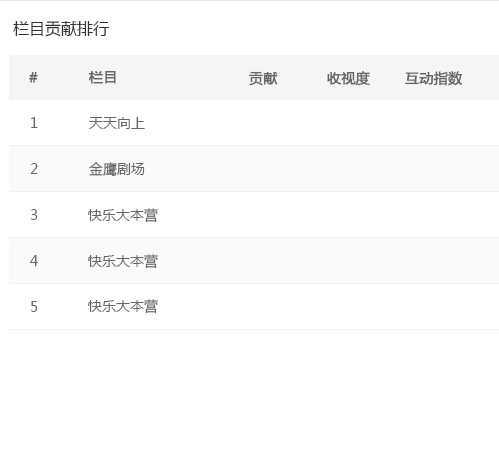 栏目贡献排行
# 栏目 贡献 收视度 互动指数
1 天天向上
2 金鹰剧场
3 快乐大本营
4 快乐大本营
5 快乐大本营